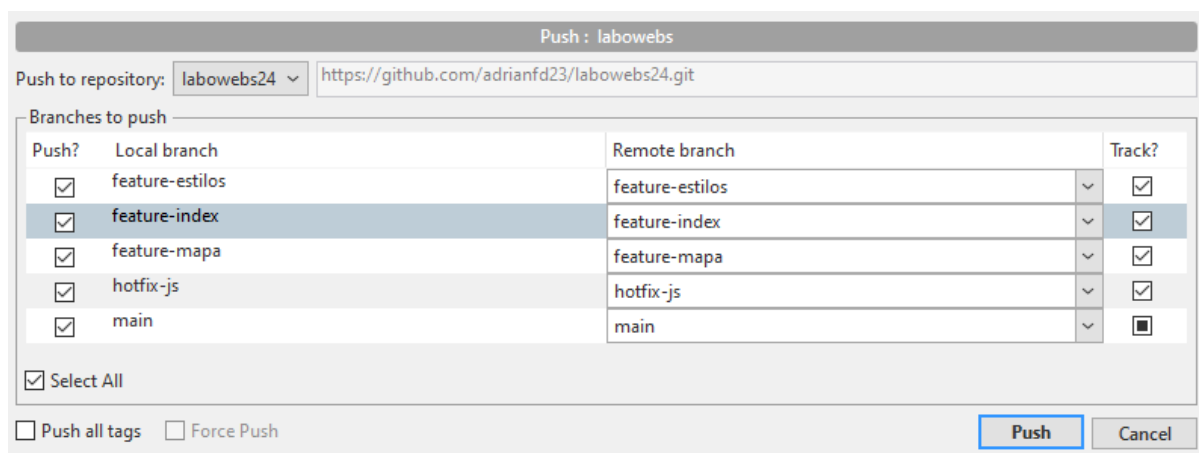 Push : labowebs
Push to repository: labowebs24 https://github.com/adrianfd23/labowebs24.git
Branches to push
Push? Local branch Remote branch Track?
feature-estilos feature-estilos
feature-index feature-index
feature-mapa feature-mapa
hotfix-js hotfix-js
main main
Select All
Push all tags Force Push Push Cancel